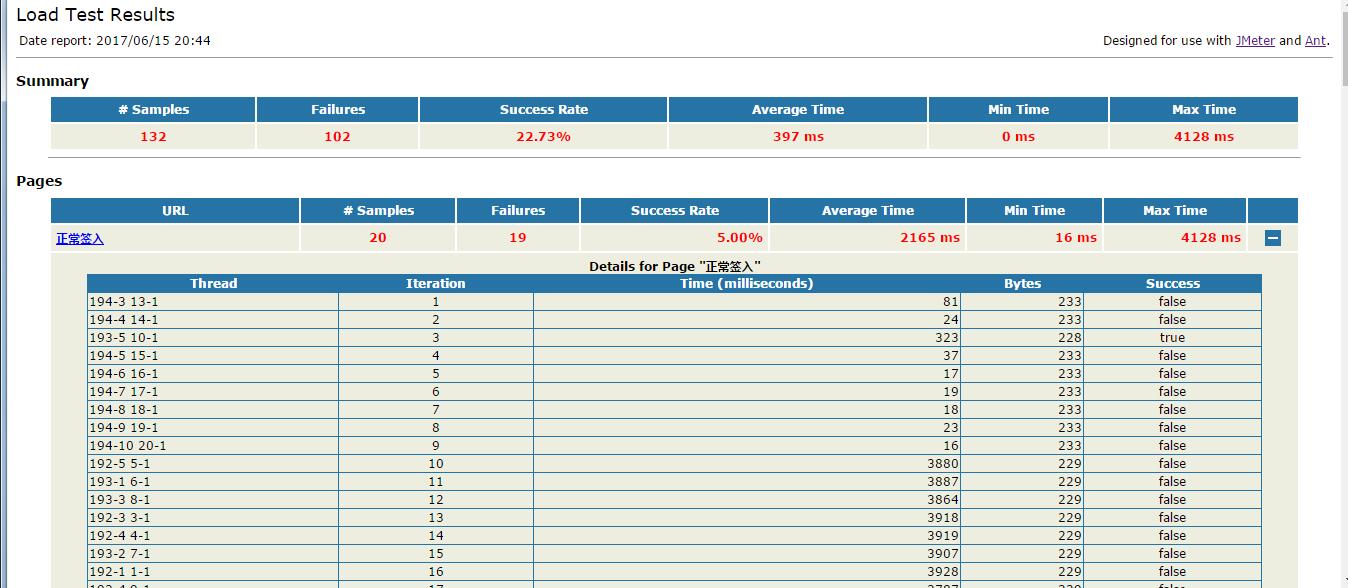 Load Test Results
Date report: 2017/06/15 20:44 Designed for use with JMeter and Ant.
Summary
# Samples Failures Success Rate Average Time Min Time Max Time
132 102 22.73% 397 ms 0 ms 4128 ms
Pages
URL # Samples Failures Success Rate Average Time Min Time Max Time
正常签入 20 19 5.00% 2165 ms 16 ms 4128 ms
Details for Page "正常签入"
Thread Iteration Time (milliseconds) Bytes Success
194-3 13-1 1 81 233 false
194-4 14-1 2 24 233 false
193-5 10-1 3 323 228 true
194-5 15-1 4 37 233 false
194-6 16-1 5 17 233 false
194-7 17-1 6 19 233 false
194-8 18-1 7 18 233 false
194-9 19-1 8 23 233 false
194-10 20-1 9 16 233 false
192-5 5-1 10 3880 229 false
193-1 6-1 11 3887 229 false
193-3 8-1 12 3864 229 false
192-3 3-1 13 3918 229 false
192-4 4-1 14 3919 229 false
193-2 7-1 15 3907 229 false
192-1 1-1 16 3928 229 false